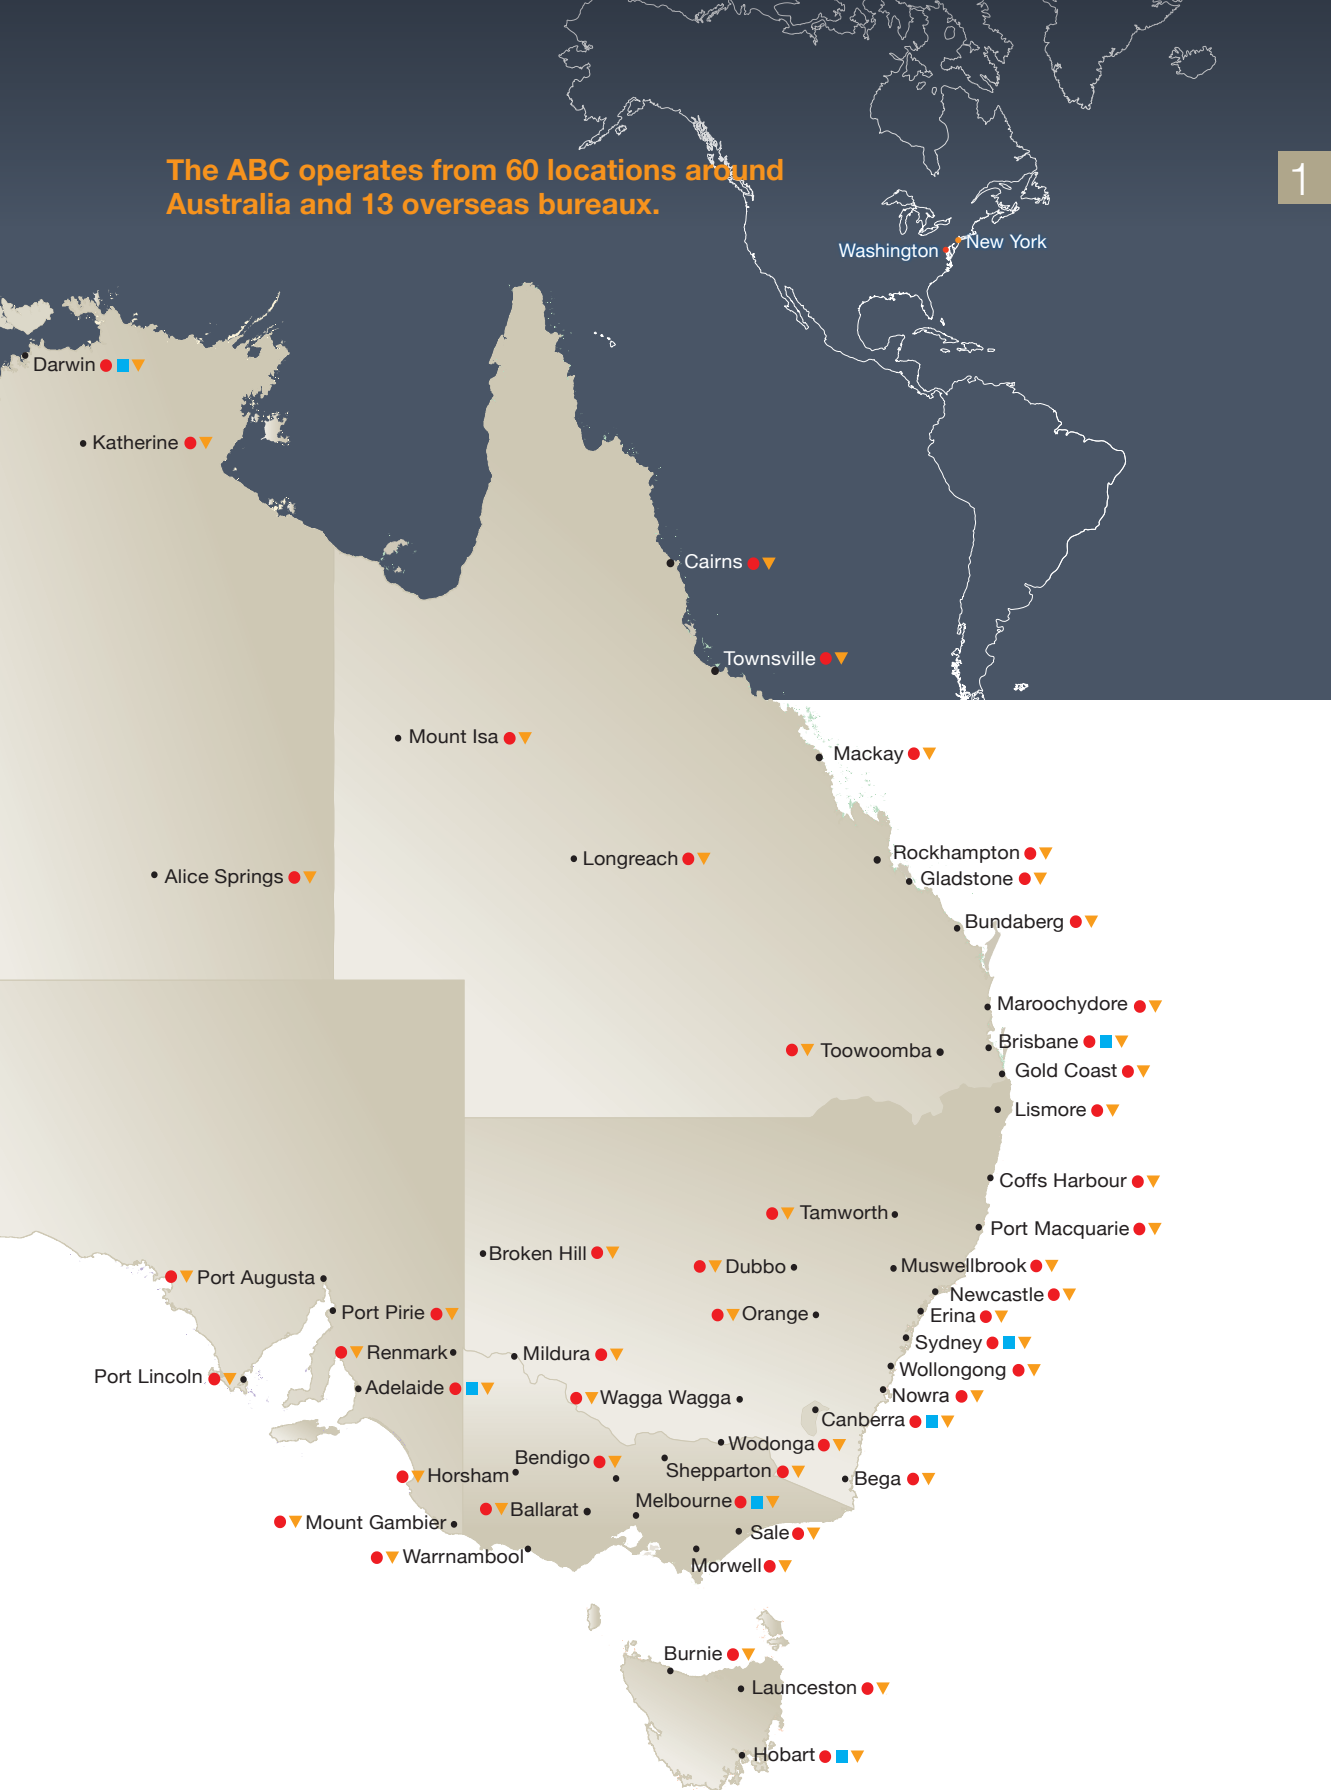 The ABC operates from 60 locations around
Australia and 13 overseas bureaux.
1
Washington
New York
Darwin
Katherine
Cairns
Townsville
Mount Isa
Mackay
Longreach
Rockhampton
Alice Springs
Gladstone
Bundaberg
Maroochydore
Brisbane
Toowoomba
Gold Coast
Lismore
Coffs Harbour
Tamworth
Port Macquarie
Broken Hill
Dubbo
Muswellbrook
Port Augusta
Newcastle
Port Pirie
Orange
Erina
Sydney
Renmark
Mildura
Wollongong
Port Lincoln
Adelaide
Wagga Wagga
Nowra
Canberra
Wodonga
Bendigo
Shepparton
Horsham
Bega
Melbourne
Ballarat
Mount Gambier
Sale
Warrnambool
Morwell
Burnie
Launceston
Hobart